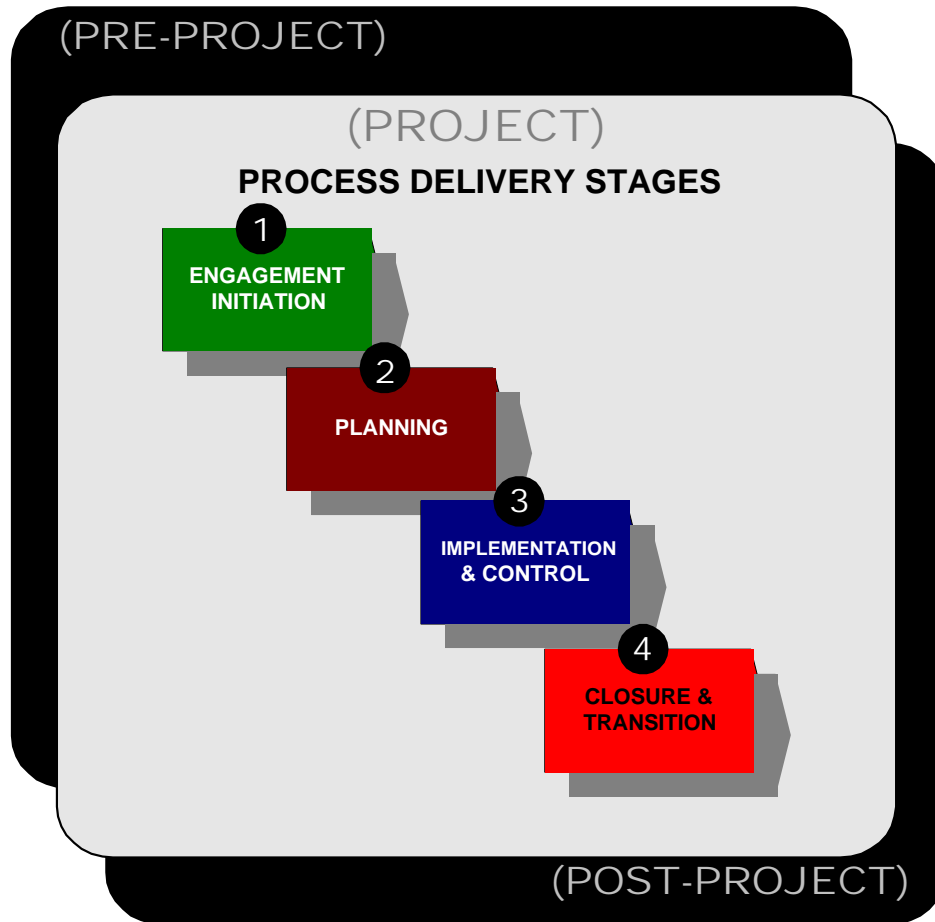 (PRE-PROJECT)
(PROJECT)
PROCESS DELIVERY STAGES
1
ENGAGEMENT
INITIATION
2
PLANNING
3
IMPLEMENTATION
& CONTROL
4
CLOSURE &
TRANSITION
(POST-PROJECT)